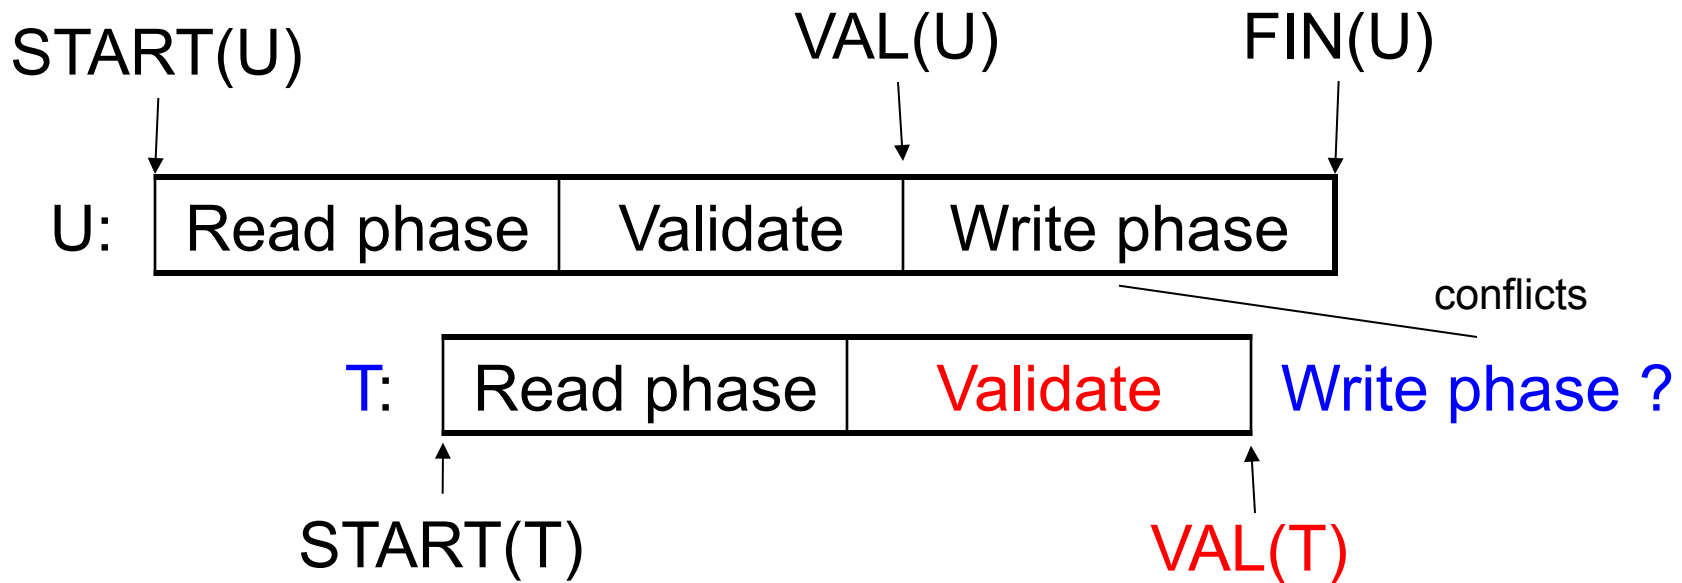 START(U) VAL(U) FIN(U)
U: Read phase Validate Write phase
conflicts
T: Read phase Validate Write phase ?
START(T) VAL(T)